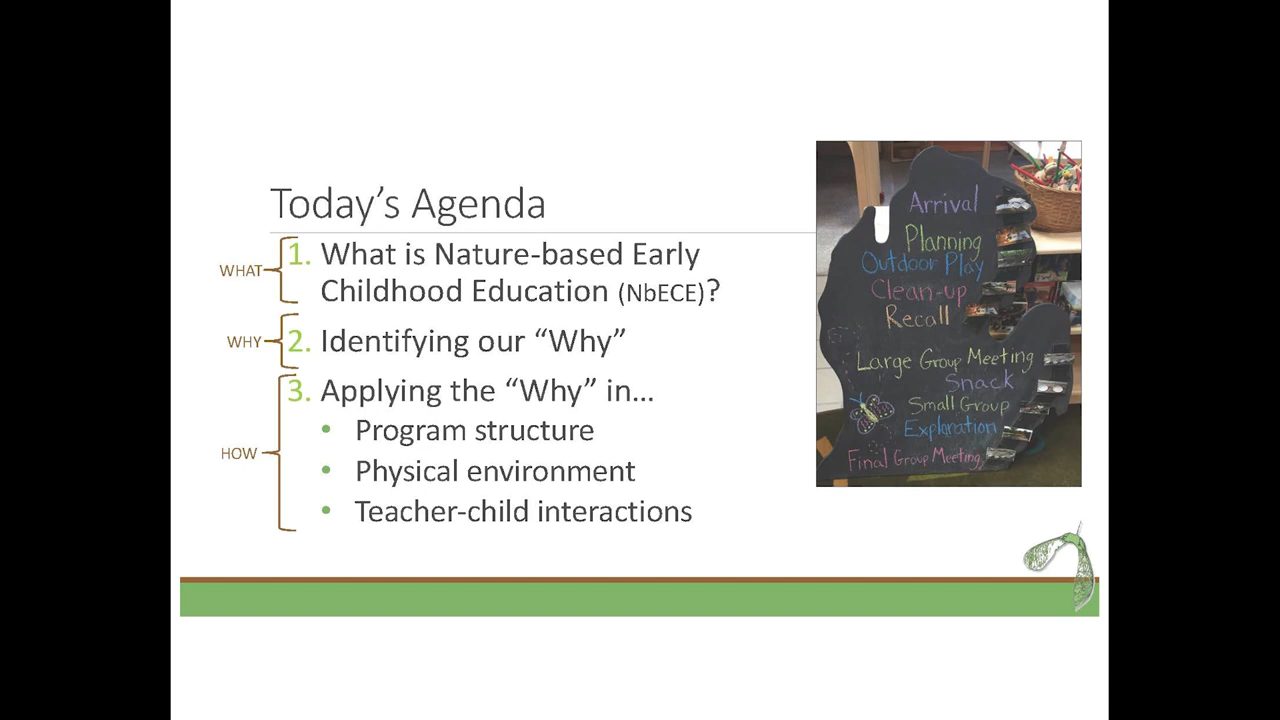 Today's Agenda
WHAT
1. What is Nature-based Early
Childhood Education (NbECE)?
WHY
2. Identifying our “Why”
HOW
3. Applying the “Why” in…
• Program structure
• Physical environment
• Teacher-child interactions
Arrival
Planning
Outdoor Play
Clean-up
Recall
Large Group Meeting
Snack
Small Group
Exploration
Final Group Meeting